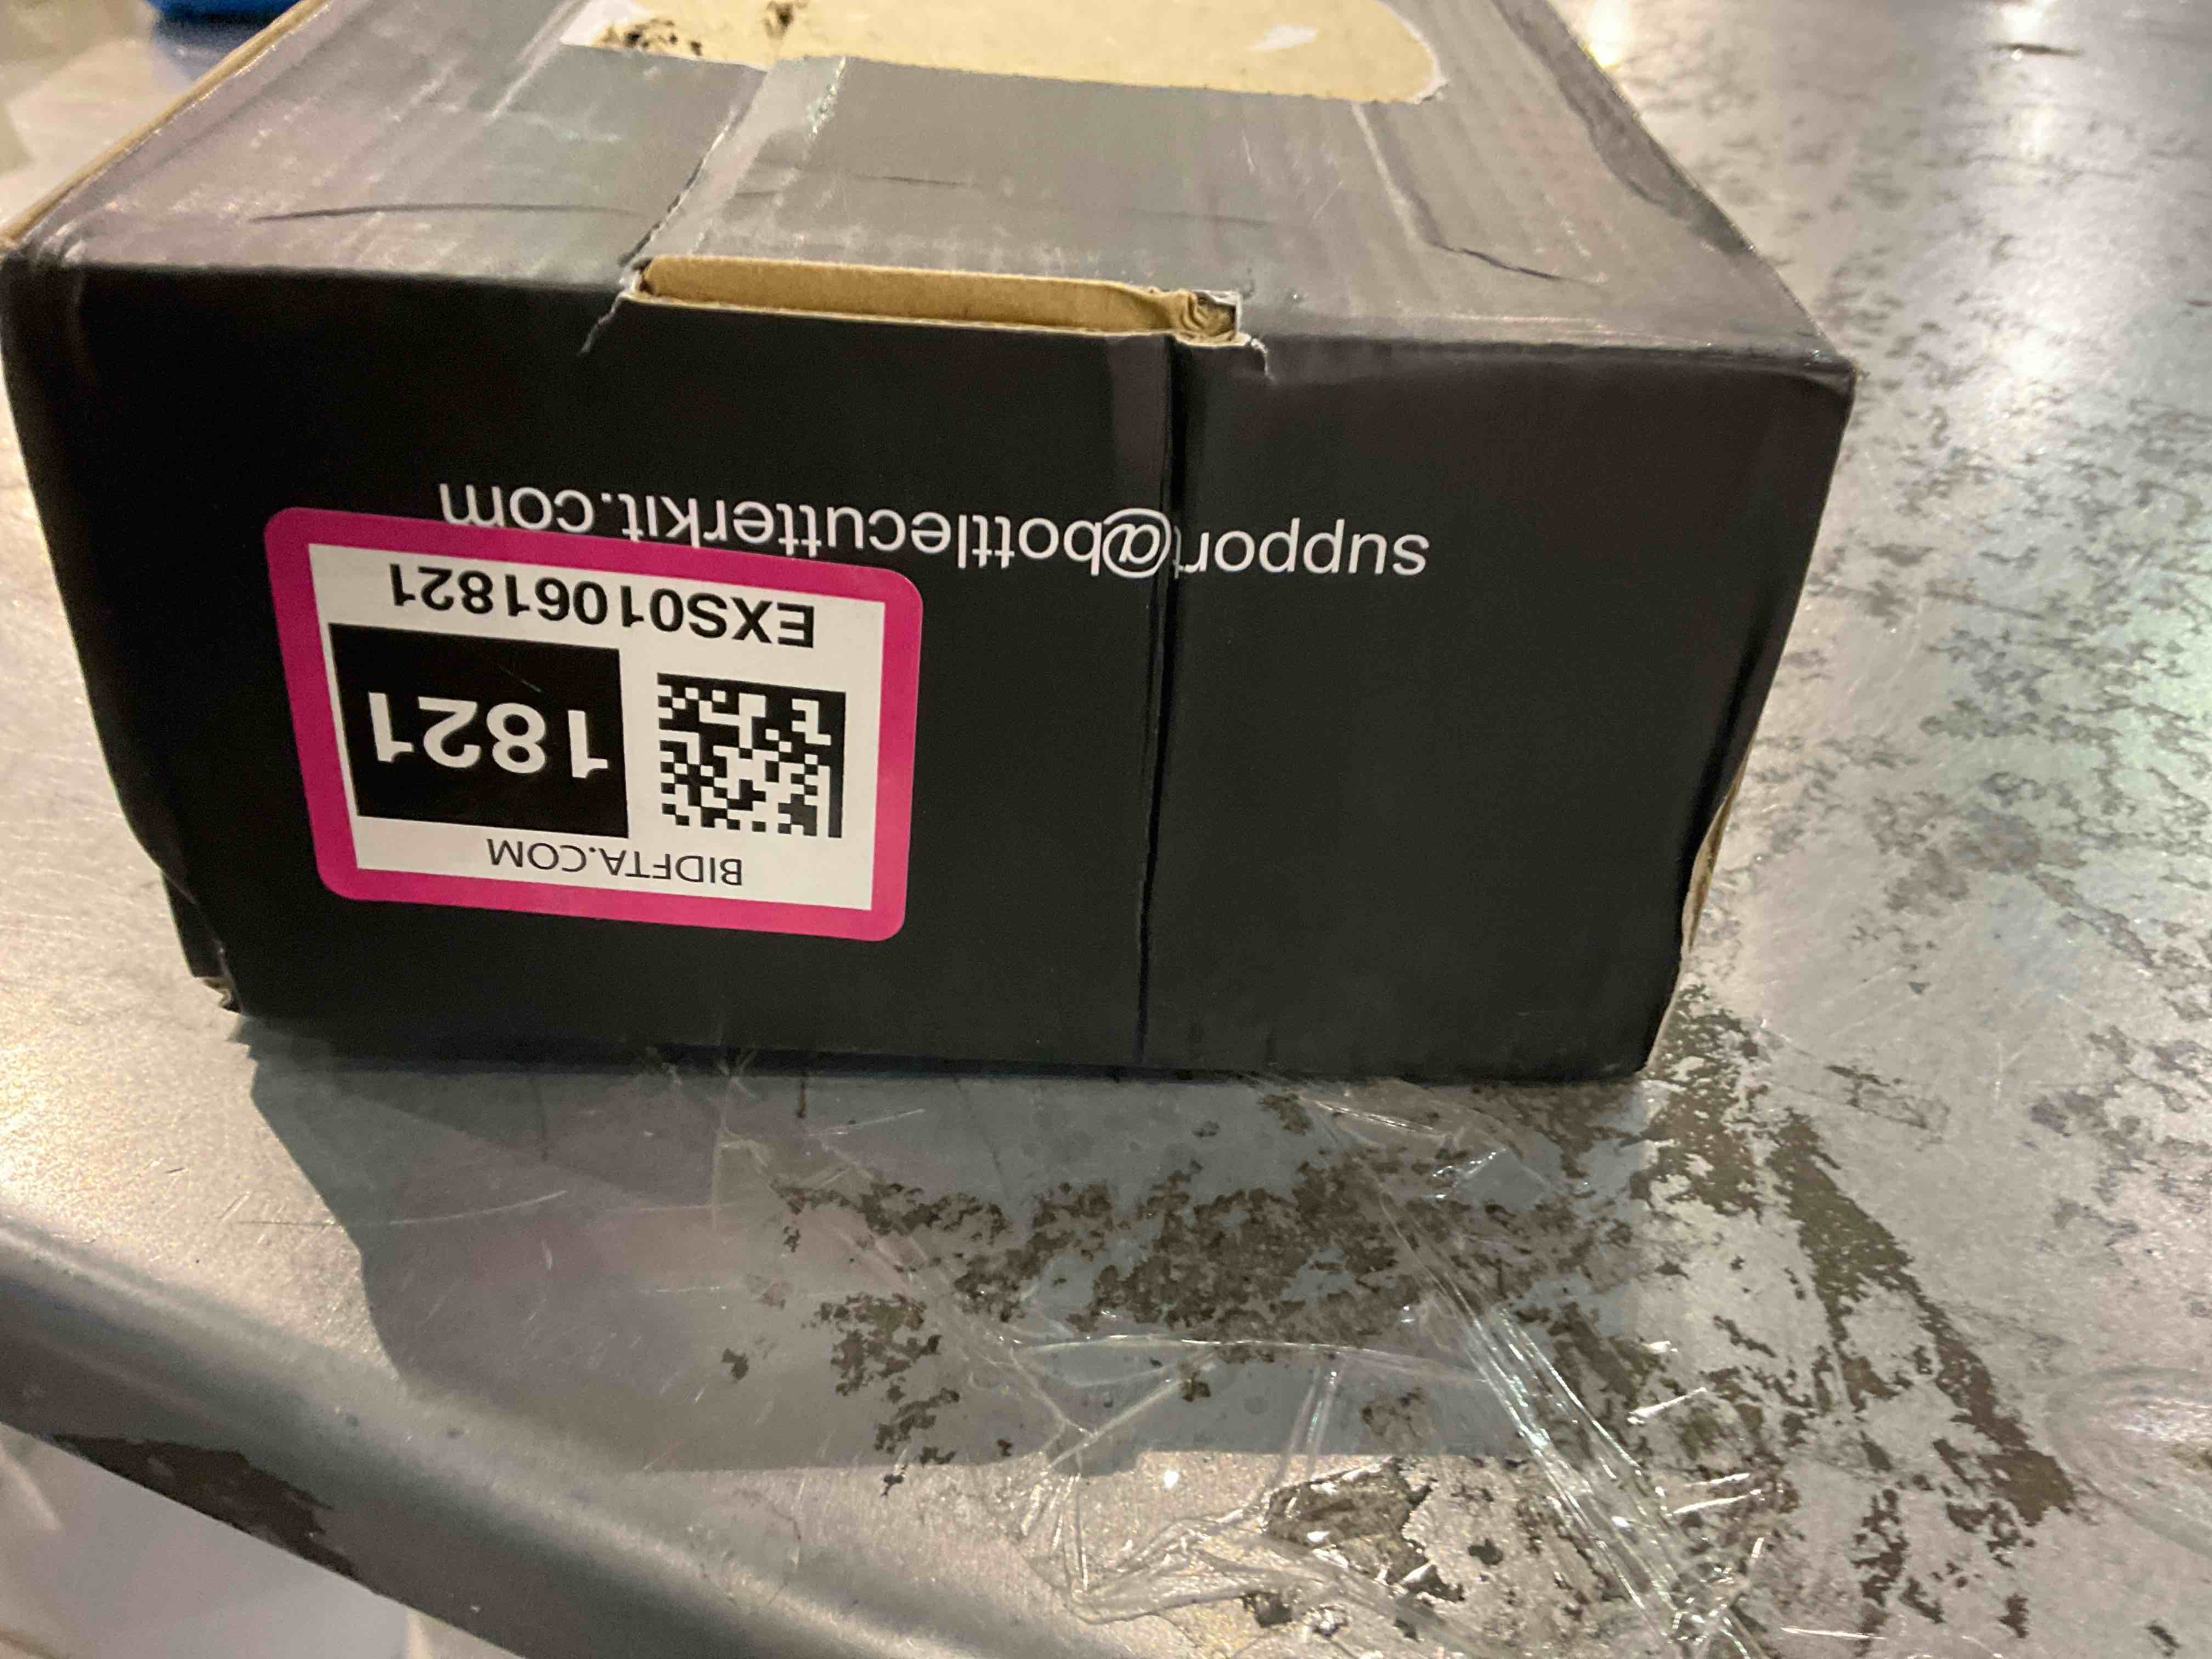 BIDFTA.COM
1821
EXS01061821
support@bottlecutterkit.com